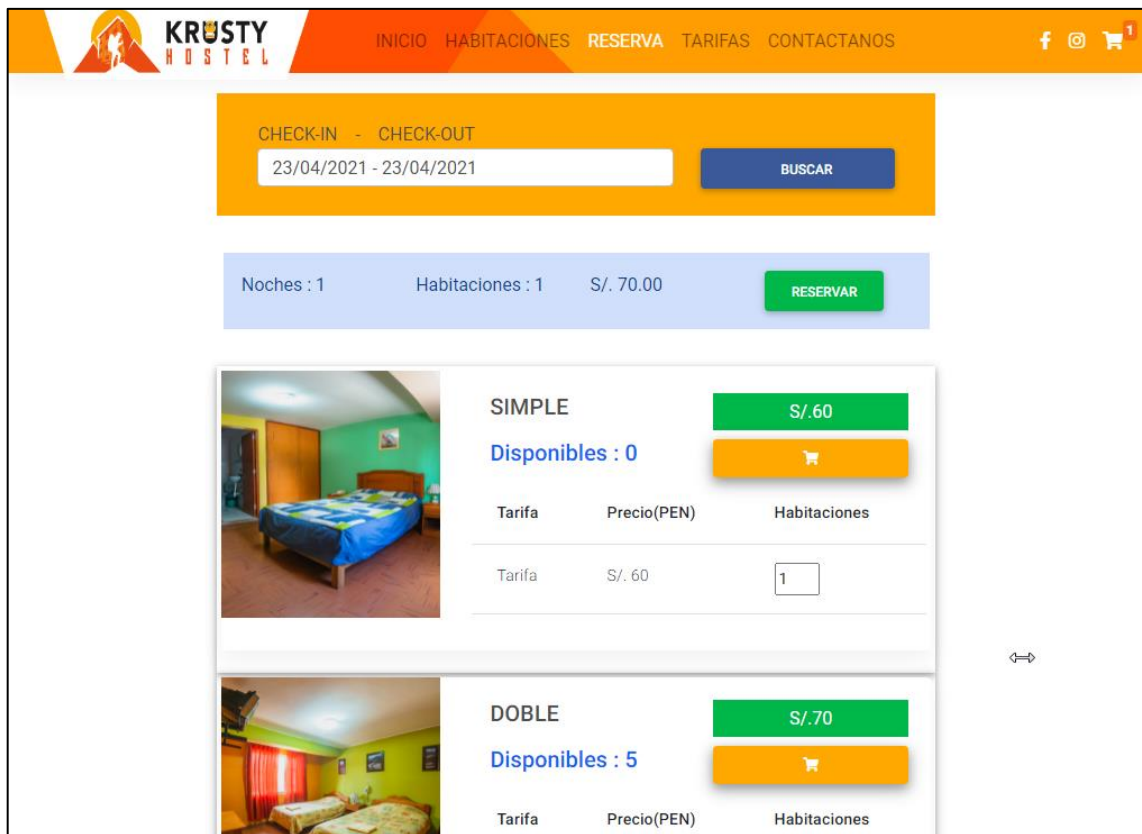 KRUSTY
HOSTEL
INICIO HABITACIONES RESERVA TARIFAS CONTACTANOS
1
CHECK-IN - CHECK-OUT
23/04/2021 - 23/04/2021
BUSCAR
Noches : 1 Habitaciones : 1 S/. 70.00 RESERVAR
SIMPLE S/.60
Disponibles : 0
Tarifa Precio(PEN) Habitaciones
Tarifa S/. 60 1
DOBLE S/.70
Disponibles : 5
Tarifa Precio(PEN) Habitaciones